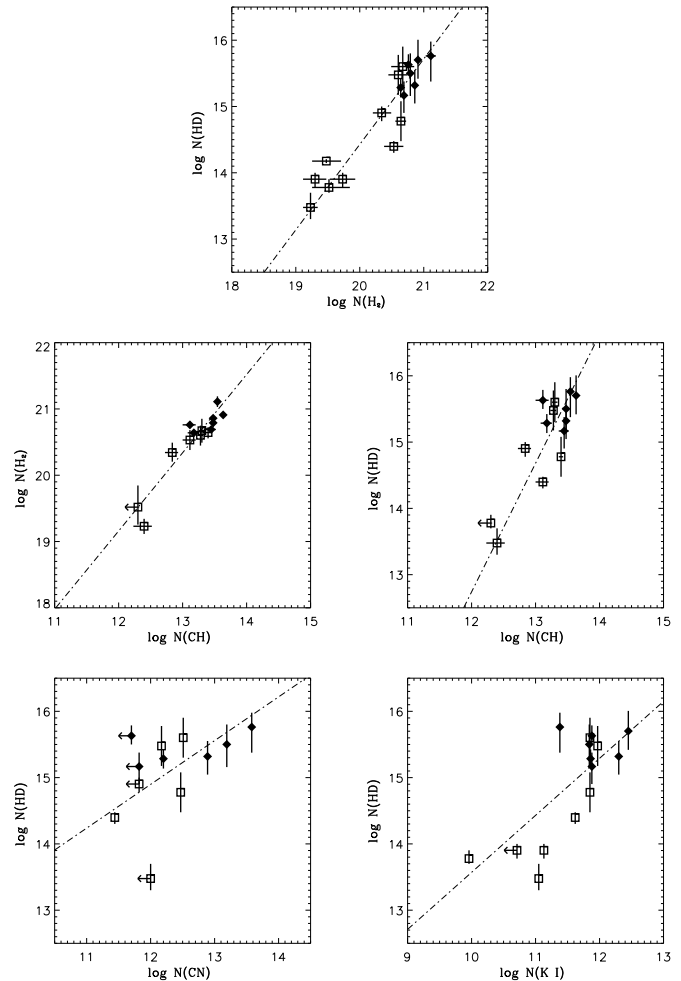 16
15
14
13
log N(HD)
18 19 20 21 22
log N(H₂)
22
21
20
19
18
log N(H₂)
11 12 13 14 15
log N(CH)
16
15
14
13
log N(HD)
11 12 13 14 15
log N(CH)
16
15
14
13
log N(HD)
11 12 13 14
log N(CN)
16
15
14
13
log N(HD)
9 10 11 12 13
log N(K I)